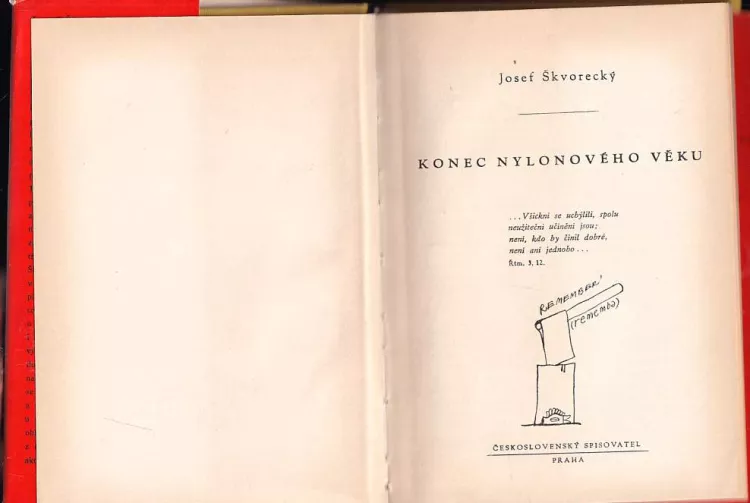 Josef Škvorecký
KONEC NYLONOVÉHO VĚKU
...Všickni se uchýlili, spolu
neužiteční učiněni jsou;
není, kdo by činil dobré,
není ani jednoho...
Řím. 3, 12.
REMEMBER!
(remembə)
ČESKOSLOVENSKÝ SPISOVATEL
PRAHA